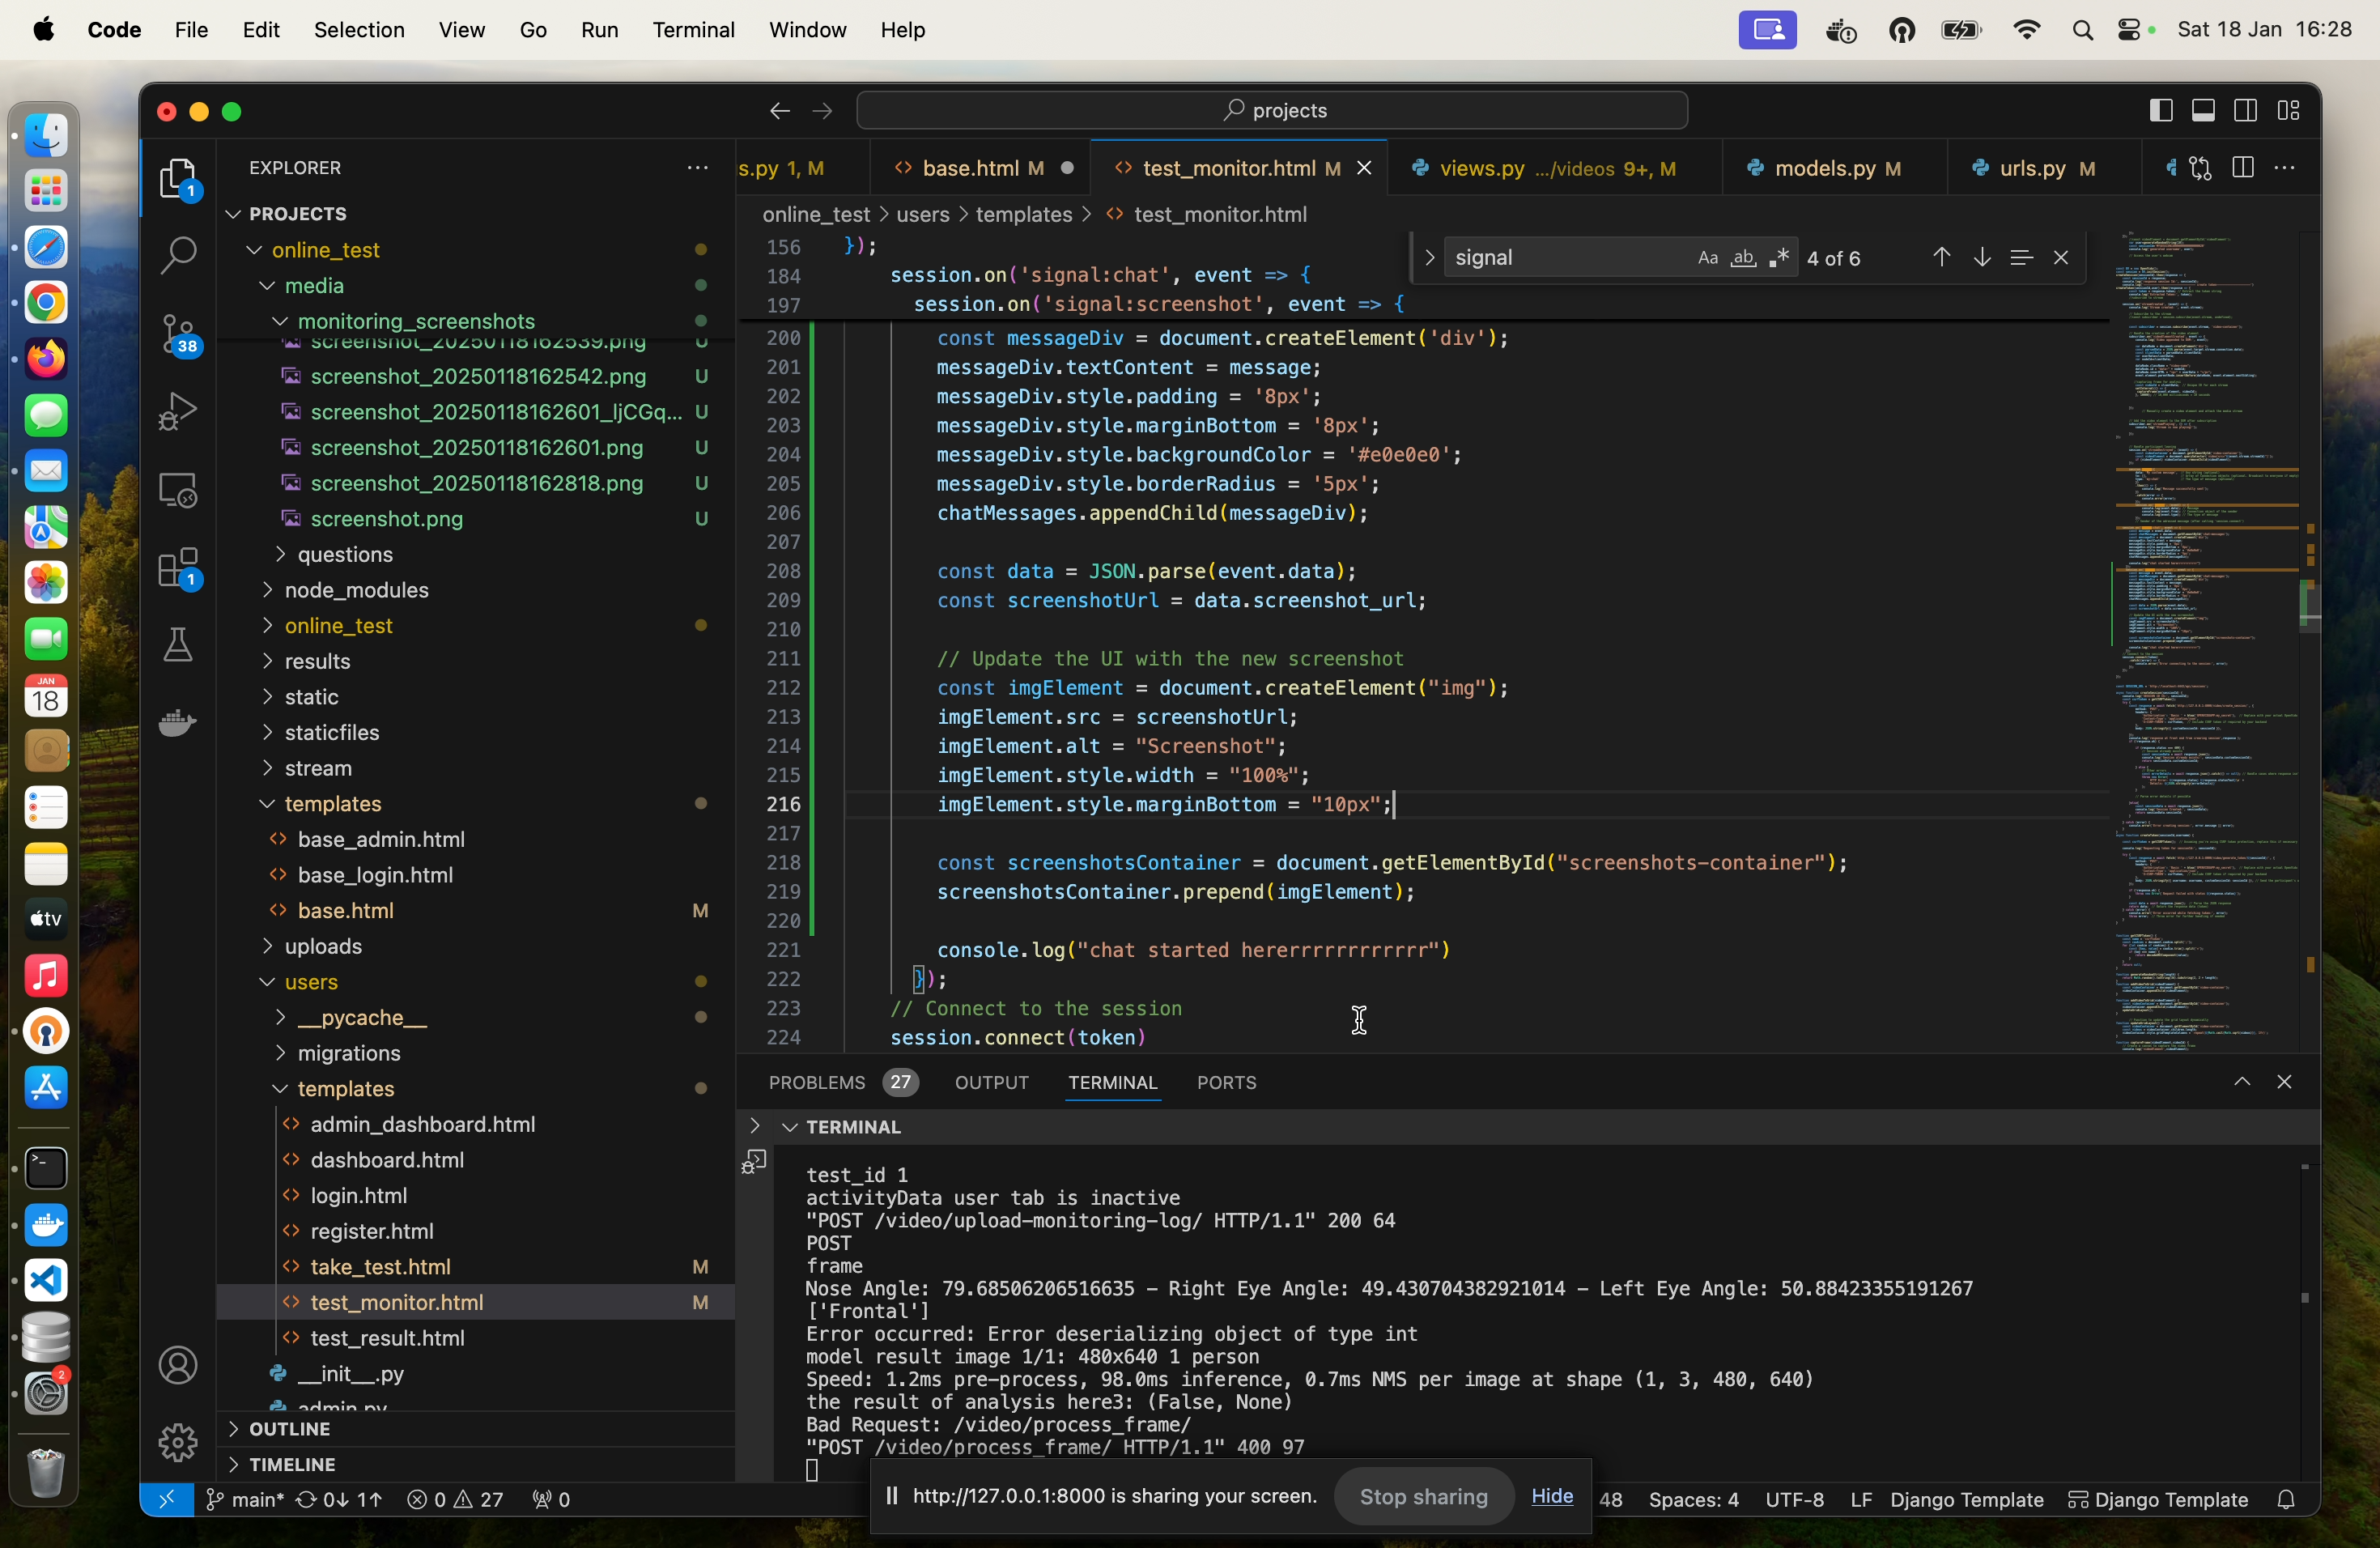 Code File Edit Selection View Go Run Terminal Window Help
Sat 18 Jan 16:28
projects
EXPLORER
PROJECTS
online_test
media
monitoring_screenshots
screenshot_20250118162539.png U
screenshot_20250118162542.png U
screenshot_20250118162601_ljCGq... U
screenshot_20250118162601.png U
screenshot_20250118162818.png U
screenshot.png U
questions
node_modules
online_test
results
static
staticfiles
stream
templates
base_admin.html
base_login.html
base.html M
uploads
users
__pycache__
migrations
templates
admin_dashboard.html
dashboard.html
login.html
register.html
take_test.html M
test_monitor.html M
test_result.html
__init__.py
admin.py
OUTLINE
TIMELINE
1
38
1
JAN
18
tv
2
s.py 1, M
base.html M
test_monitor.html M
views.py .../videos 9+, M
models.py M
urls.py M
online_test > users > templates > test_monitor.html
signal
Aa ab .*
4 of 6
156 });
184 session.on('signal:chat', event => {
197 session.on('signal:screenshot', event => {
200 const messageDiv = document.createElement('div');
201 messageDiv.textContent = message;
202 messageDiv.style.padding = '8px';
203 messageDiv.style.marginBottom = '8px';
204 messageDiv.style.backgroundColor = '#e0e0e0';
205 messageDiv.style.borderRadius = '5px';
206 chatMessages.appendChild(messageDiv);
207
208 const data = JSON.parse(event.data);
209 const screenshotUrl = data.screenshot_url;
210
211 // Update the UI with the new screenshot
212 const imgElement = document.createElement("img");
213 imgElement.src = screenshotUrl;
214 imgElement.alt = "Screenshot";
215 imgElement.style.width = "100%";
216 imgElement.style.marginBottom = "10px";
217
218 const screenshotsContainer = document.getElementById("screenshots-container");
219 screenshotsContainer.prepend(imgElement);
220
221 console.log("chat started hererrrrrrrrrrr")
222 });
223 // Connect to the session
224 session.connect(token)
PROBLEMS 27 OUTPUT TERMINAL PORTS
TERMINAL
test_id 1
activityData user tab is inactive
"POST /video/upload-monitoring-log/ HTTP/1.1" 200 64
POST
frame
Nose Angle: 79.68506206516635 - Right Eye Angle: 49.430704382921014 - Left Eye Angle: 50.88423355191267
['Frontal']
Error occurred: Error deserializing object of type int
model result image 1/1: 480x640 1 person
Speed: 1.2ms pre-process, 98.0ms inference, 0.7ms NMS per image at shape (1, 3, 480, 640)
the result of analysis here3: (False, None)
Bad Request: /video/process_frame/
"POST /video/process_frame/ HTTP/1.1" 400 97
http://127.0.0.1:8000 is sharing your screen.
Stop sharing
Hide
main* 0↓ 1↑ 0 27 0
48 Spaces: 4 UTF-8 LF Django Template Django Template